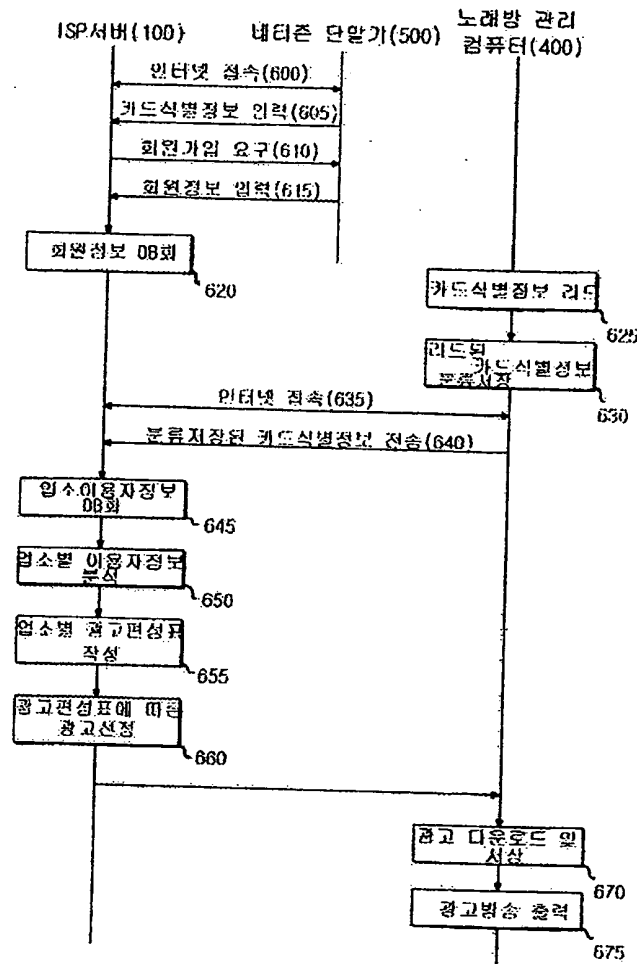 ISP서버(100)
네티즌 단말기(500)
노래방 관리
컴퓨터(400)
인터넷 접속(600)
카드식별정보 입력(605)
회원가입 요구(610)
회원정보 입력(615)
회원정보 DB화
620
카드식별정보 리드
625
리드된
카드식별정보
분류저장
630
인터넷 접속(635)
분류저장된 카드식별정보 전송(640)
업소이용자정보
DB화
645
업소별 이용자정보
분석
650
업소별 광고편성표
작성
655
광고편성표에 따른
광고선정
660
광고 다운로드 및
저장
670
광고방송 출력
675